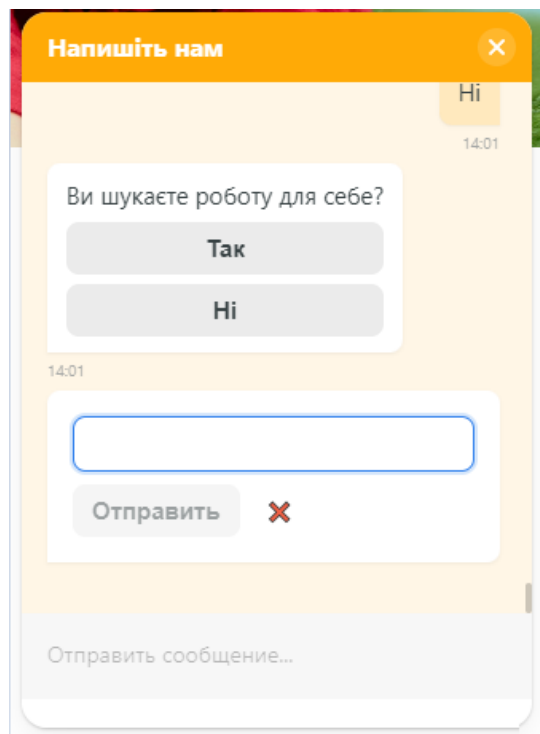 Напишіть нам
Ні
14:01
Ви шукаєте роботу для себе?
Так
Ні
14:01
Отправить
Отправить сообщение...